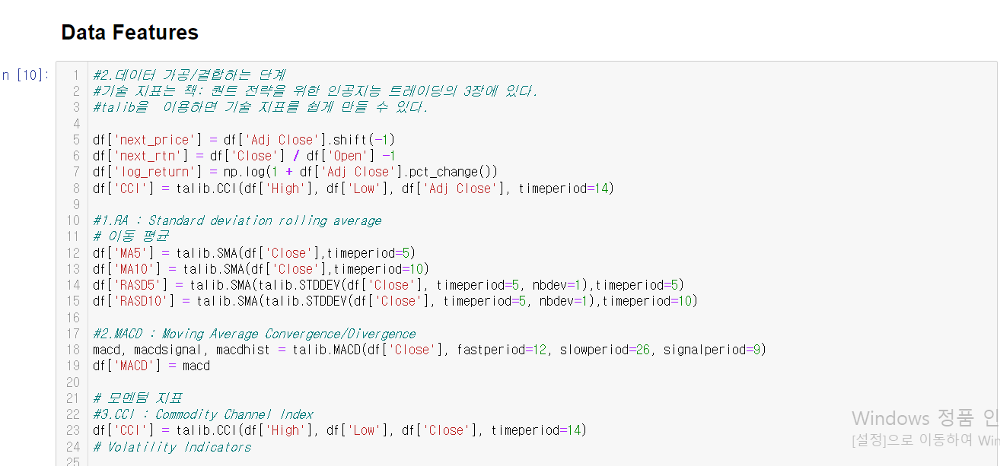 Data Features
n [10]:
1 #2.데이터 가공/결합하는 단계
2 #기술 지표는 책: 퀀트 전략을 위한 인공지능 트레이딩의 3장에 있다.
3 #talib을  이용하면 기술 지표를 쉽게 만들 수 있다.
4
5 df['next_price'] = df['Adj Close'].shift(-1)
6 df['next_rtn'] = df['Close'] / df['Open'] -1
7 df['log_return'] = np.log(1 + df['Adj Close'].pct_change())
8 df['CCI'] = talib.CCI(df['High'], df['Low'], df['Adj Close'], timeperiod=14)
9
10 #1.RA : Standard deviation rolling average
11 # 이동 평균
12 df['MA5'] = talib.SMA(df['Close'],timeperiod=5)
13 df['MA10'] = talib.SMA(df['Close'],timeperiod=10)
14 df['RASD5'] = talib.SMA(talib.STDDEV(df['Close'], timeperiod=5, nbdev=1),timeperiod=5)
15 df['RASD10'] = talib.SMA(talib.STDDEV(df['Close'], timeperiod=5, nbdev=1),timeperiod=10)
16
17 #2.MACD : Moving Average Convergence/Divergence
18 macd, macdsignal, macdhist = talib.MACD(df['Close'], fastperiod=12, slowperiod=26, signalperiod=9)
19 df['MACD'] = macd
20
21 # 모멘텀 지표
22 #3.CCI : Commodity Channel Index
23 df['CCI'] = talib.CCI(df['High'], df['Low'], df['Close'], timeperiod=14)
24 # Volatility Indicators
25
Windows 정품 인
[설정]으로 이동하여 Win